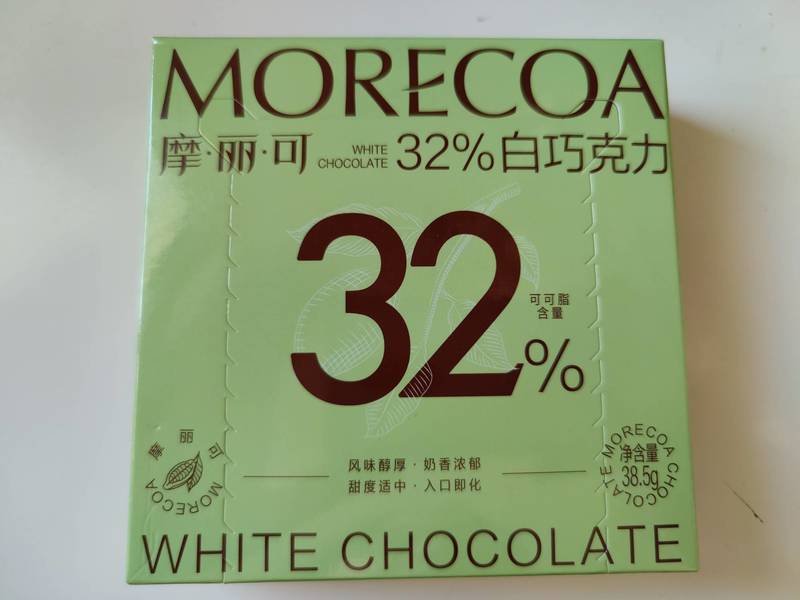 MORECOA
摩·丽·可 WHITE CHOCOLATE 32%白巧克力
32%
可可脂
含量
风味醇厚·奶香浓郁
甜度适中·入口即化
摩丽可 MORECOA
MORECOA CHOCOLATE
净含量
38.5g
WHITE CHOCOLATE